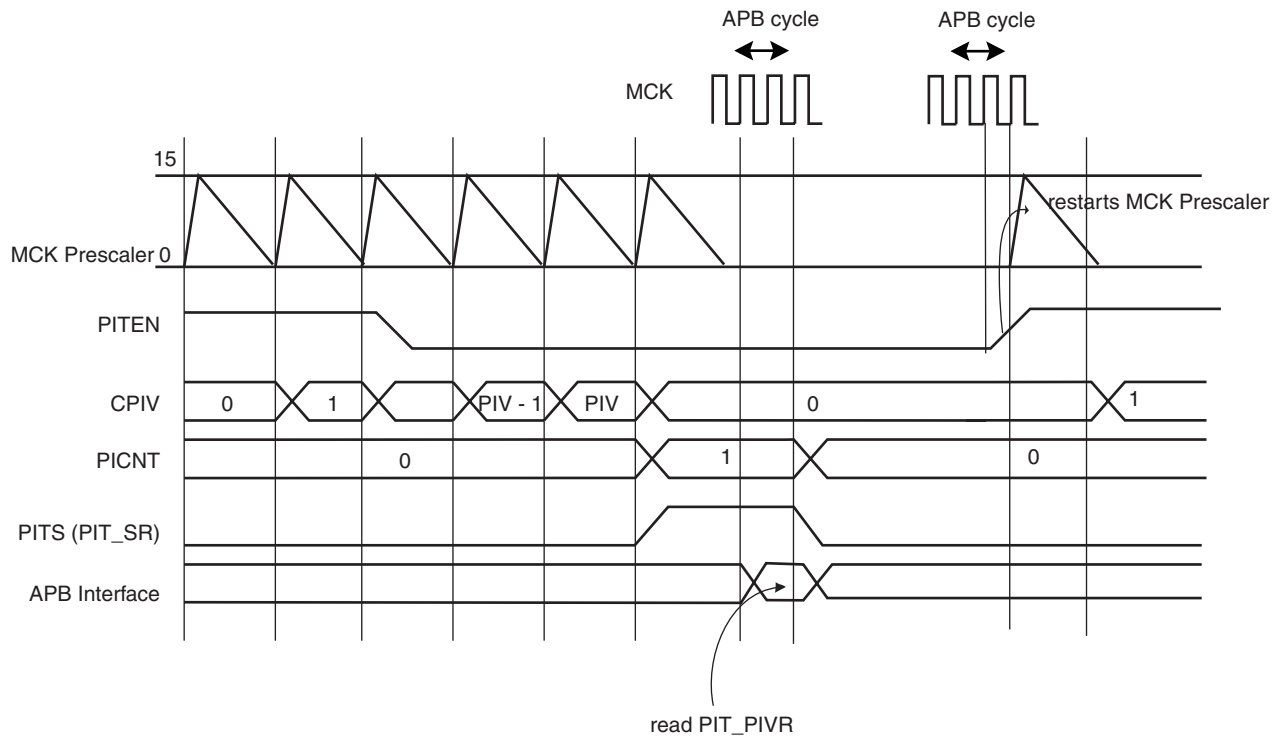 APB cycle
APB cycle
MCK
15
restarts MCK Prescaler
MCK Prescaler 0
PITEN
CPIV
0
1
PIV - 1
PIV
0
1
PICNT
0
1
0
PITS (PIT_SR)
APB Interface
read PIT_PIVR